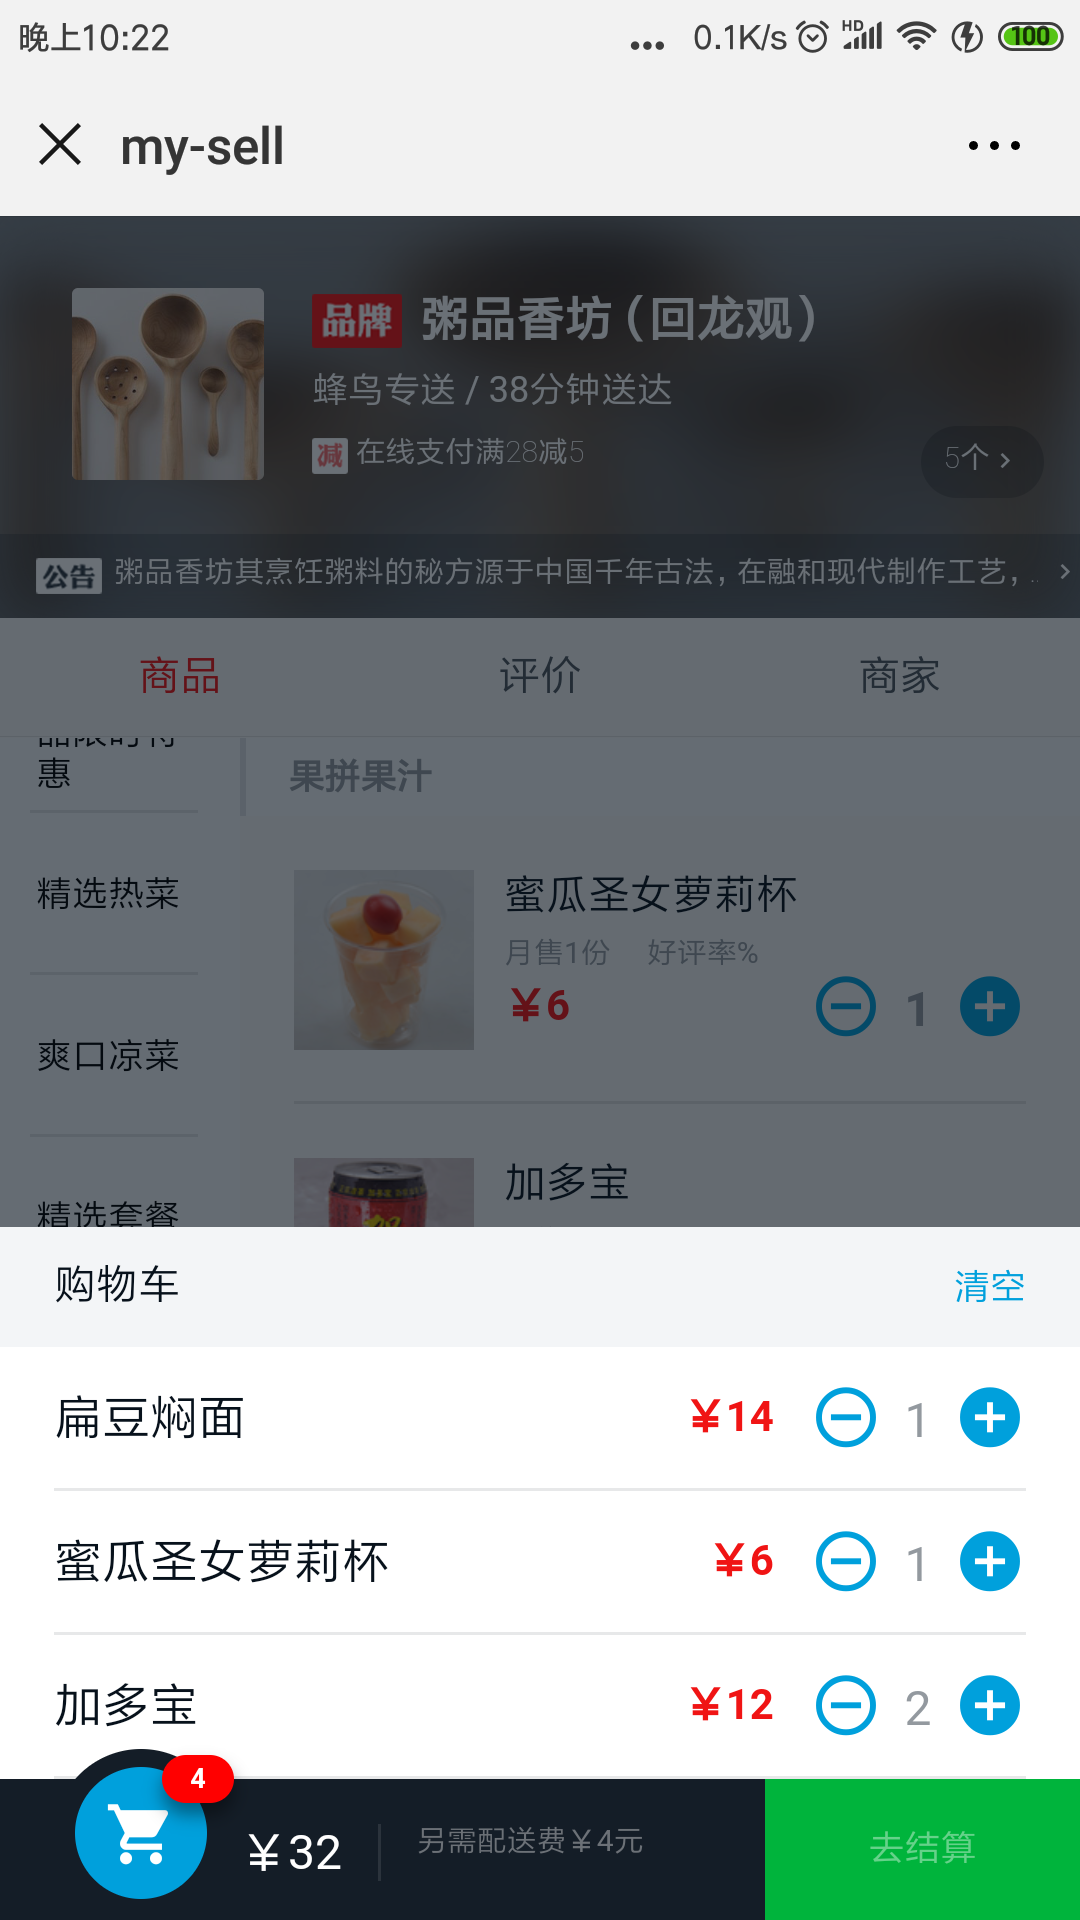 晚上10:22
0.1K/s
HD
100
my-sell
品牌 粥品香坊（回龙观）
蜂鸟专送 / 38分钟送达
减 在线支付满28减5
5个
公告 粥品香坊其烹饪粥料的秘方源于中国千年古法，在融和现代制作工艺，...
商品
评价
商家
惠
果拼果汁
精选热菜
爽口凉菜
精选套餐
蜜瓜圣女萝莉杯
月售1份 好评率%
￥6
1
加多宝
购物车
清空
扁豆焖面
￥14
1
蜜瓜圣女萝莉杯
￥6
1
加多宝
￥12
2
4
￥32
另需配送费￥4元
去结算